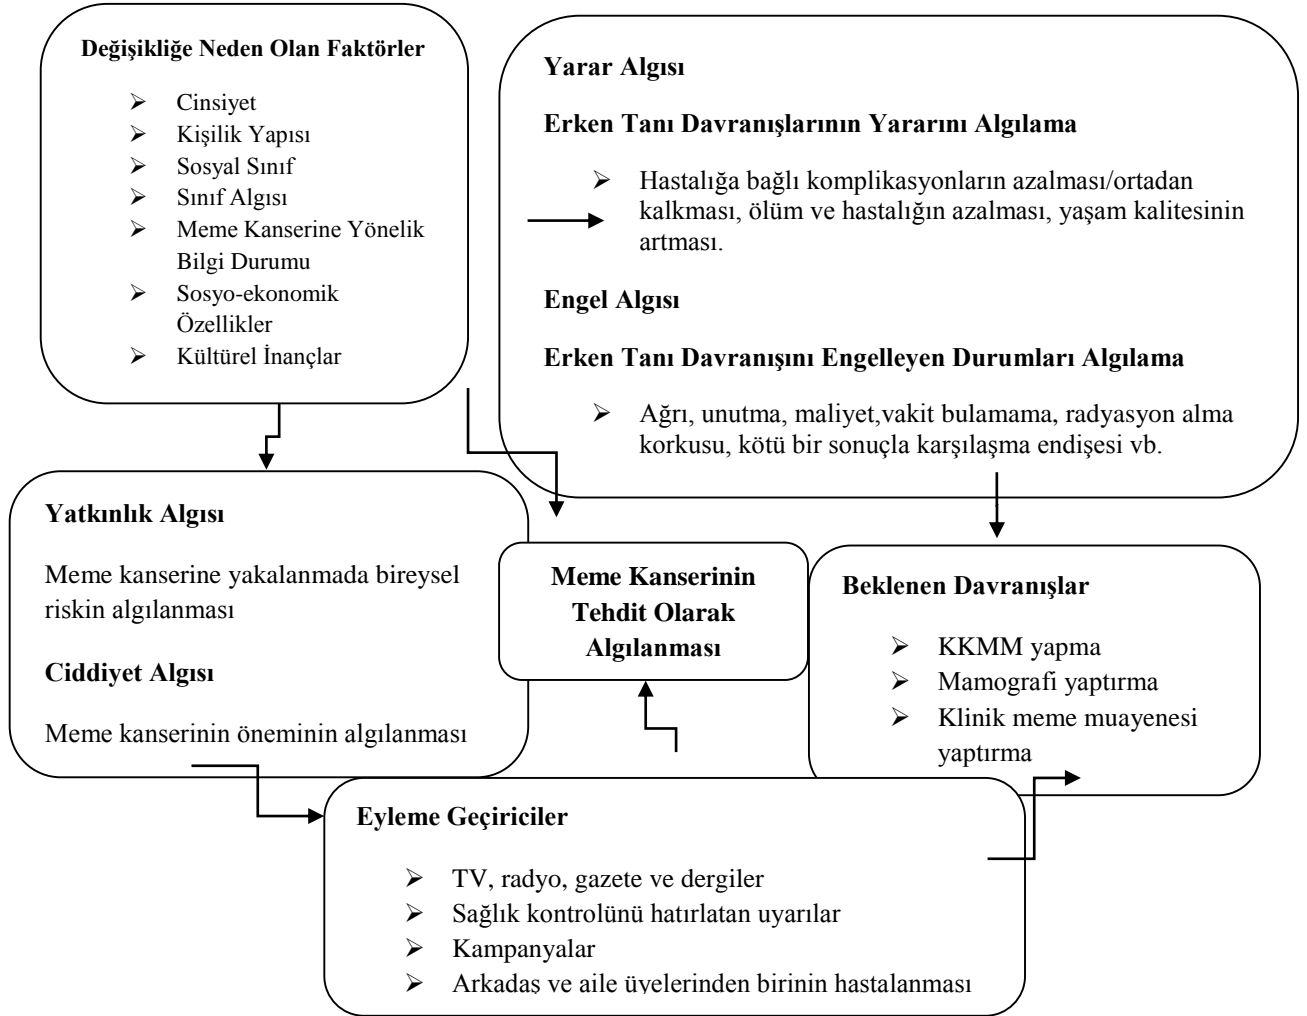 Değişikliğe Neden Olan Faktörler
➢ Cinsiyet
➢ Kişilik Yapısı
➢ Sosyal Sınıf
➢ Sınıf Algısı
➢ Meme Kanserine Yönelik
Bilgi Durumu
➢ Sosyo-ekonomik
Özellikler
➢ Kültürel İnançlar
Yarar Algısı
Erken Tanı Davranışlarının Yararını Algılama
➢ Hastalığa bağlı komplikasyonların azalması/ortadan
kalkması, ölüm ve hastalığın azalması, yaşam kalitesinin
artması.
Engel Algısı
Erken Tanı Davranışını Engelleyen Durumları Algılama
➢ Ağrı, unutma, maliyet,vakit bulamama, radyasyon alma
korkusu, kötü bir sonuçla karşılaşma endişesi vb.
Yatkınlık Algısı
Meme kanserine yakalanmada bireysel
riskin algılanması
Ciddiyet Algısı
Meme kanserinin öneminin algılanması
Meme Kanserinin
Tehdit Olarak
Algılanması
Beklenen Davranışlar
➢ KKMM yapma
➢ Mamografi yaptırma
➢ Klinik meme muayenesi
yaptırma
Eyleme Geçiriciler
➢ TV, radyo, gazete ve dergiler
➢ Sağlık kontrolünü hatırlatan uyarılar
➢ Kampanyalar
➢ Arkadaş ve aile üyelerinden birinin hastalanması